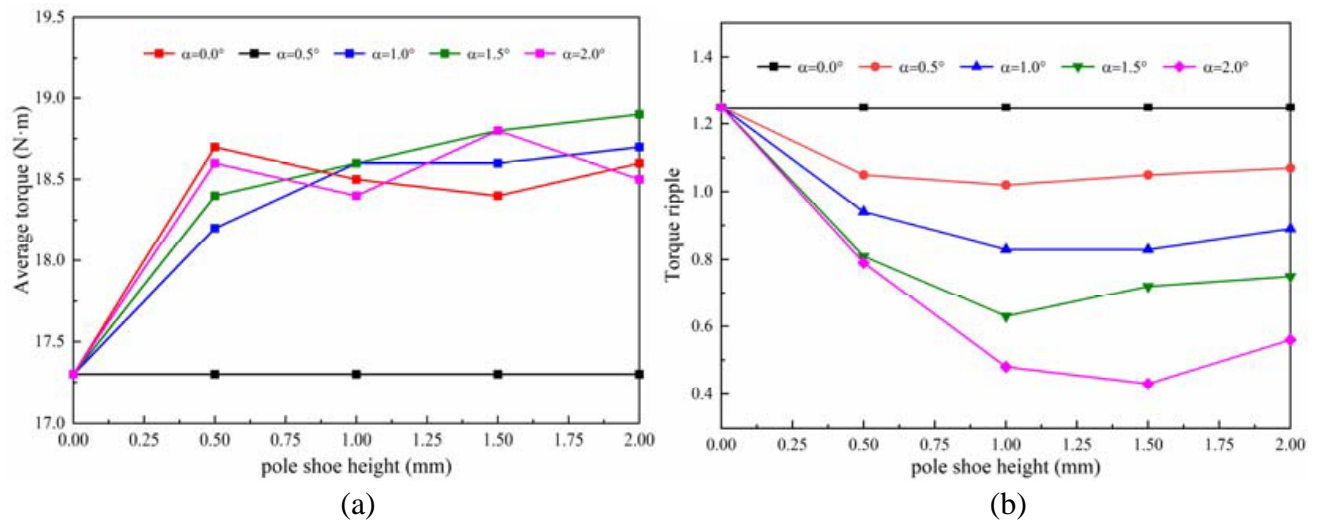 19.5
19.0
18.5
18.0
17.5
17.0
Average torque (N·m)
α=0.0° α=0.5° α=1.0° α=1.5° α=2.0°
0.00 0.25 0.50 0.75 1.00 1.25 1.50 1.75 2.00
pole shoe height (mm)
(a)
1.4
1.2
1.0
0.8
0.6
0.4
Torque ripple
α=0.0° α=0.5° α=1.0° α=1.5° α=2.0°
0.00 0.25 0.50 0.75 1.00 1.25 1.50 1.75 2.00
pole shoe height (mm)
(b)